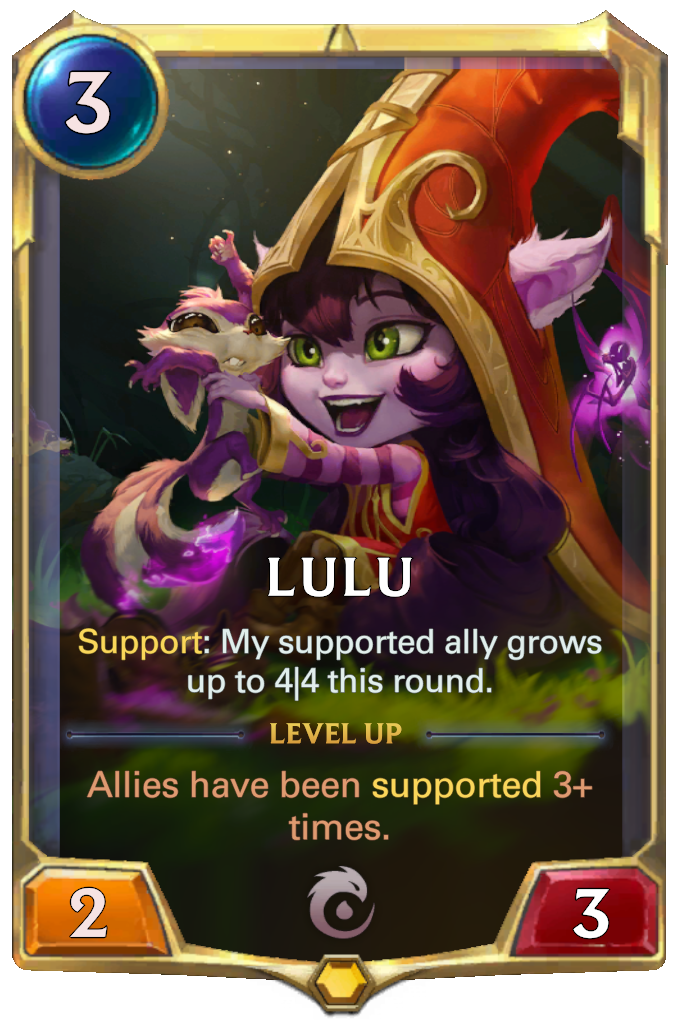 3
LULU
Support: My supported ally grows
up to 4|4 this round.
LEVEL UP
Allies have been supported 3+
times.
2
3